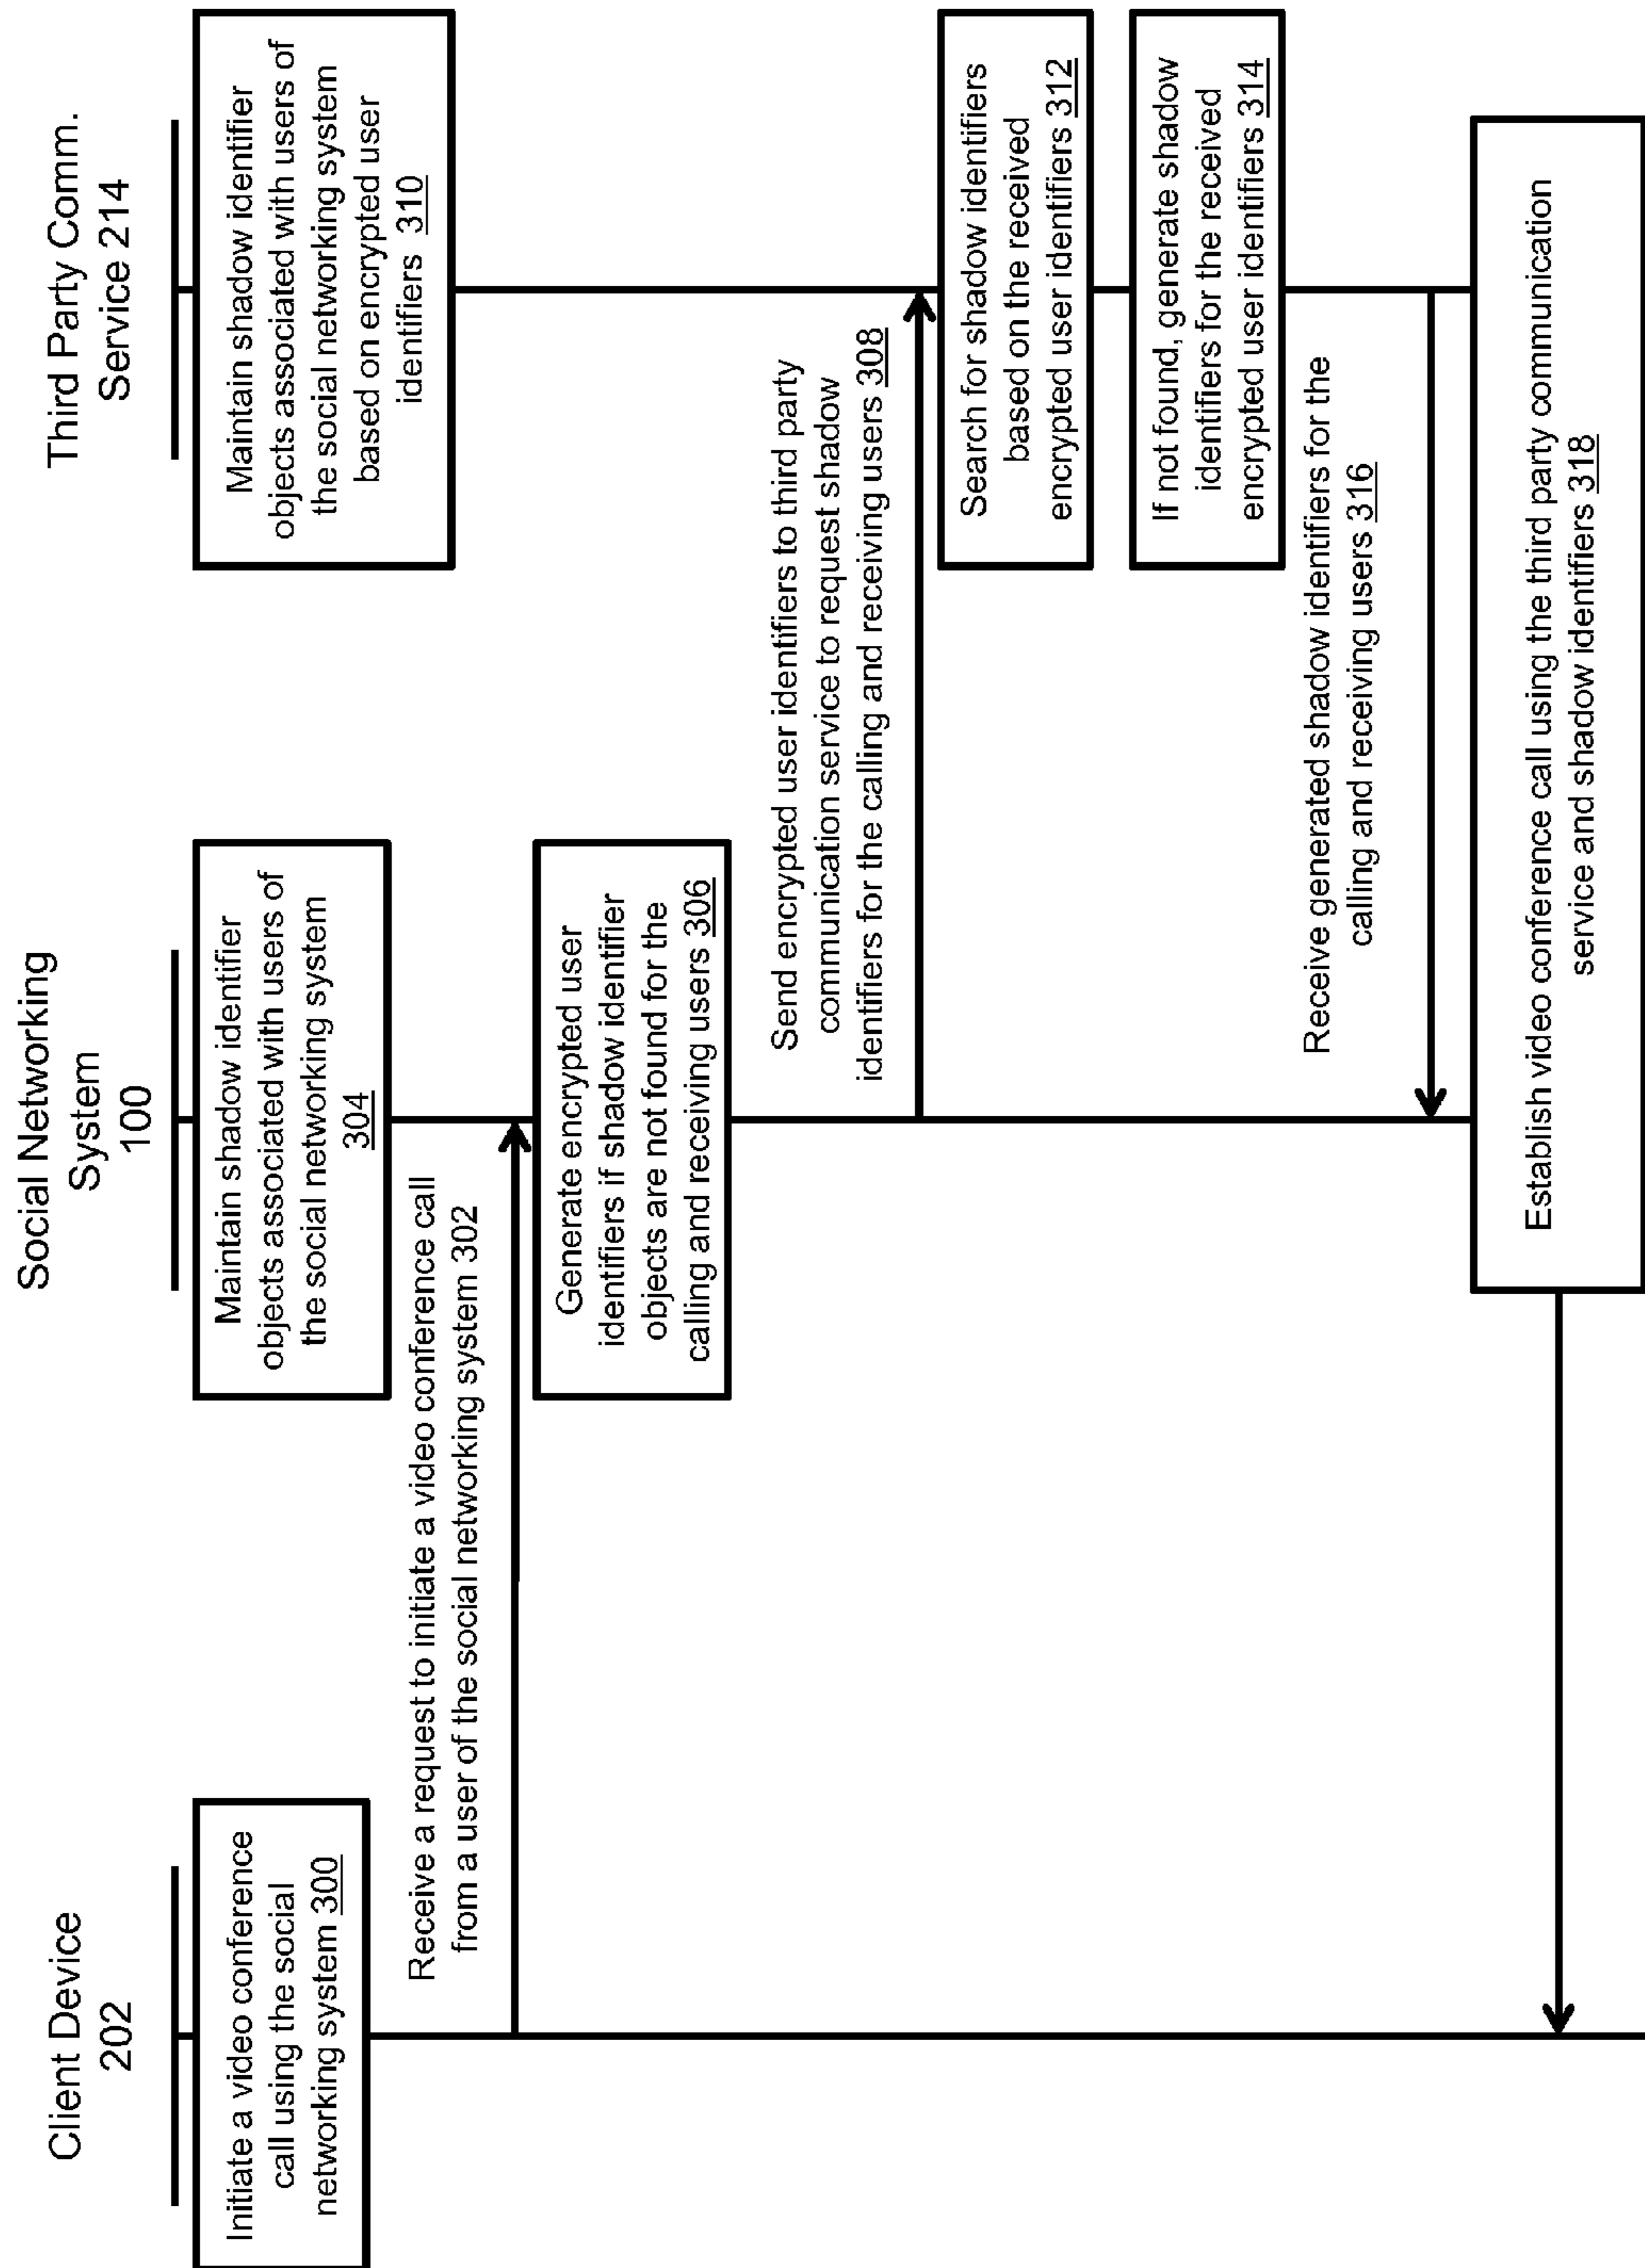 Client Device
202
Social Networking
System
100
Third Party Comm.
Service 214
Initiate a video conference
call using the social
networking system 300
Maintain shadow identifier
objects associated with users of
the social networking system
304
Maintain shadow identifier
objects associated with users of
the social networking system
based on encrypted user
identifiers 310
Receive a request to initiate a video conference call
from a user of the social networking system 302
Generate encrypted user
identifiers if shadow identifier
objects are not found for the
calling and receiving users 306
Send encrypted user identifiers to third party
communication service to request shadow
identifiers for the calling and receiving users 308
Search for shadow identifiers
based on the received
encrypted user identifiers 312
If not found, generate shadow
identifiers for the received
encrypted user identifiers 314
Receive generated shadow identifiers for the
calling and receiving users 316
Establish video conference call using the third party communication
service and shadow identifiers 318